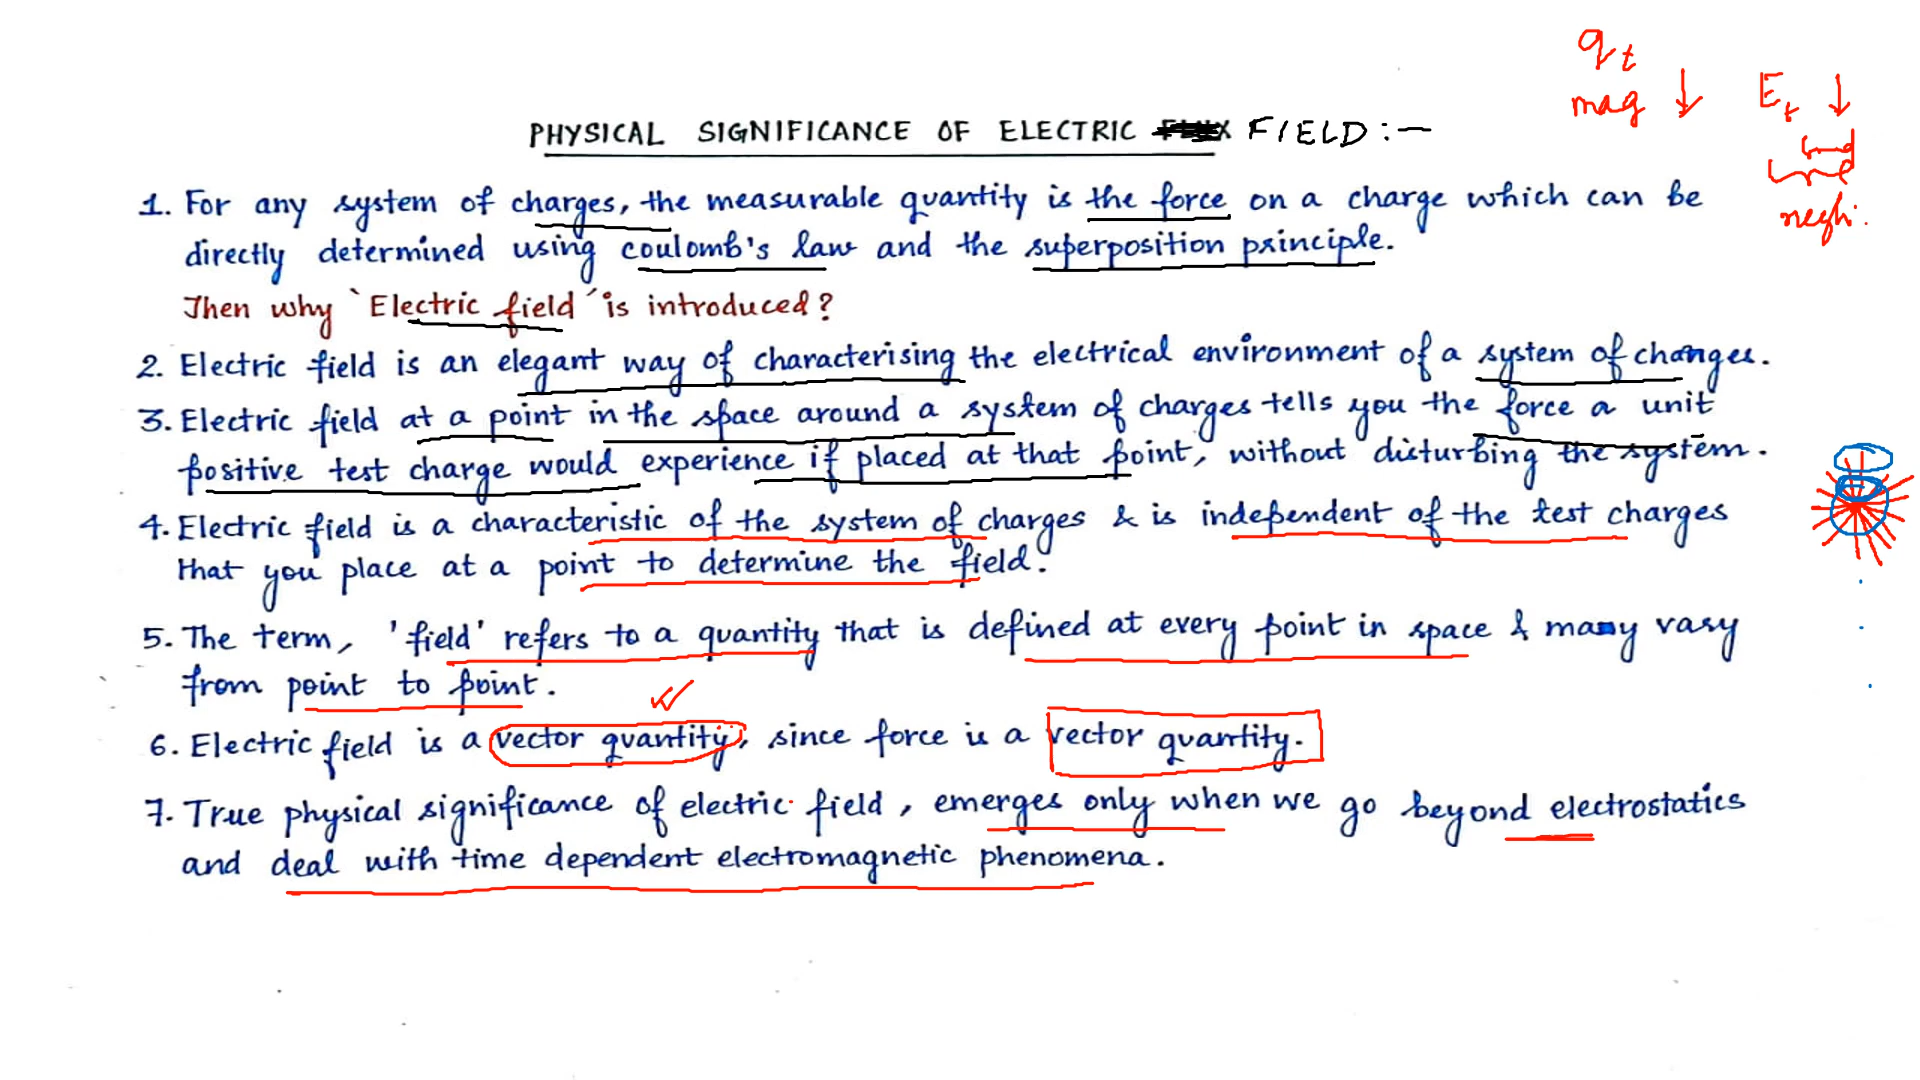 PHYSICAL SIGNIFICANCE OF ELECTRIC FIELD :-
1. For any system of charges, the measurable quantity is the force on a charge which can be
directly determined using coulomb's law and the superposition principle.
Then why `Electric field´ is introduced?
2. Electric field is an elegant way of characterising the electrical environment of a system of charges.
3. Electric field at a point in the space around a system of charges tells you the force a unit
positive test charge would experience if placed at that point, without disturbing the system.
4. Electric field is a characteristic of the system of charges & is independent of the test charges
that you place at a point to determine the field.
5. The term, 'field' refers to a quantity that is defined at every point in space & many vary
from point to point.
6. Electric field is a vector quantity, since force is a vector quantity.
7. True physical significance of electric field, emerges only when we go beyond electrostatics
and deal with time dependent electromagnetic phenomena.
qt
mag ↓ Et ↓